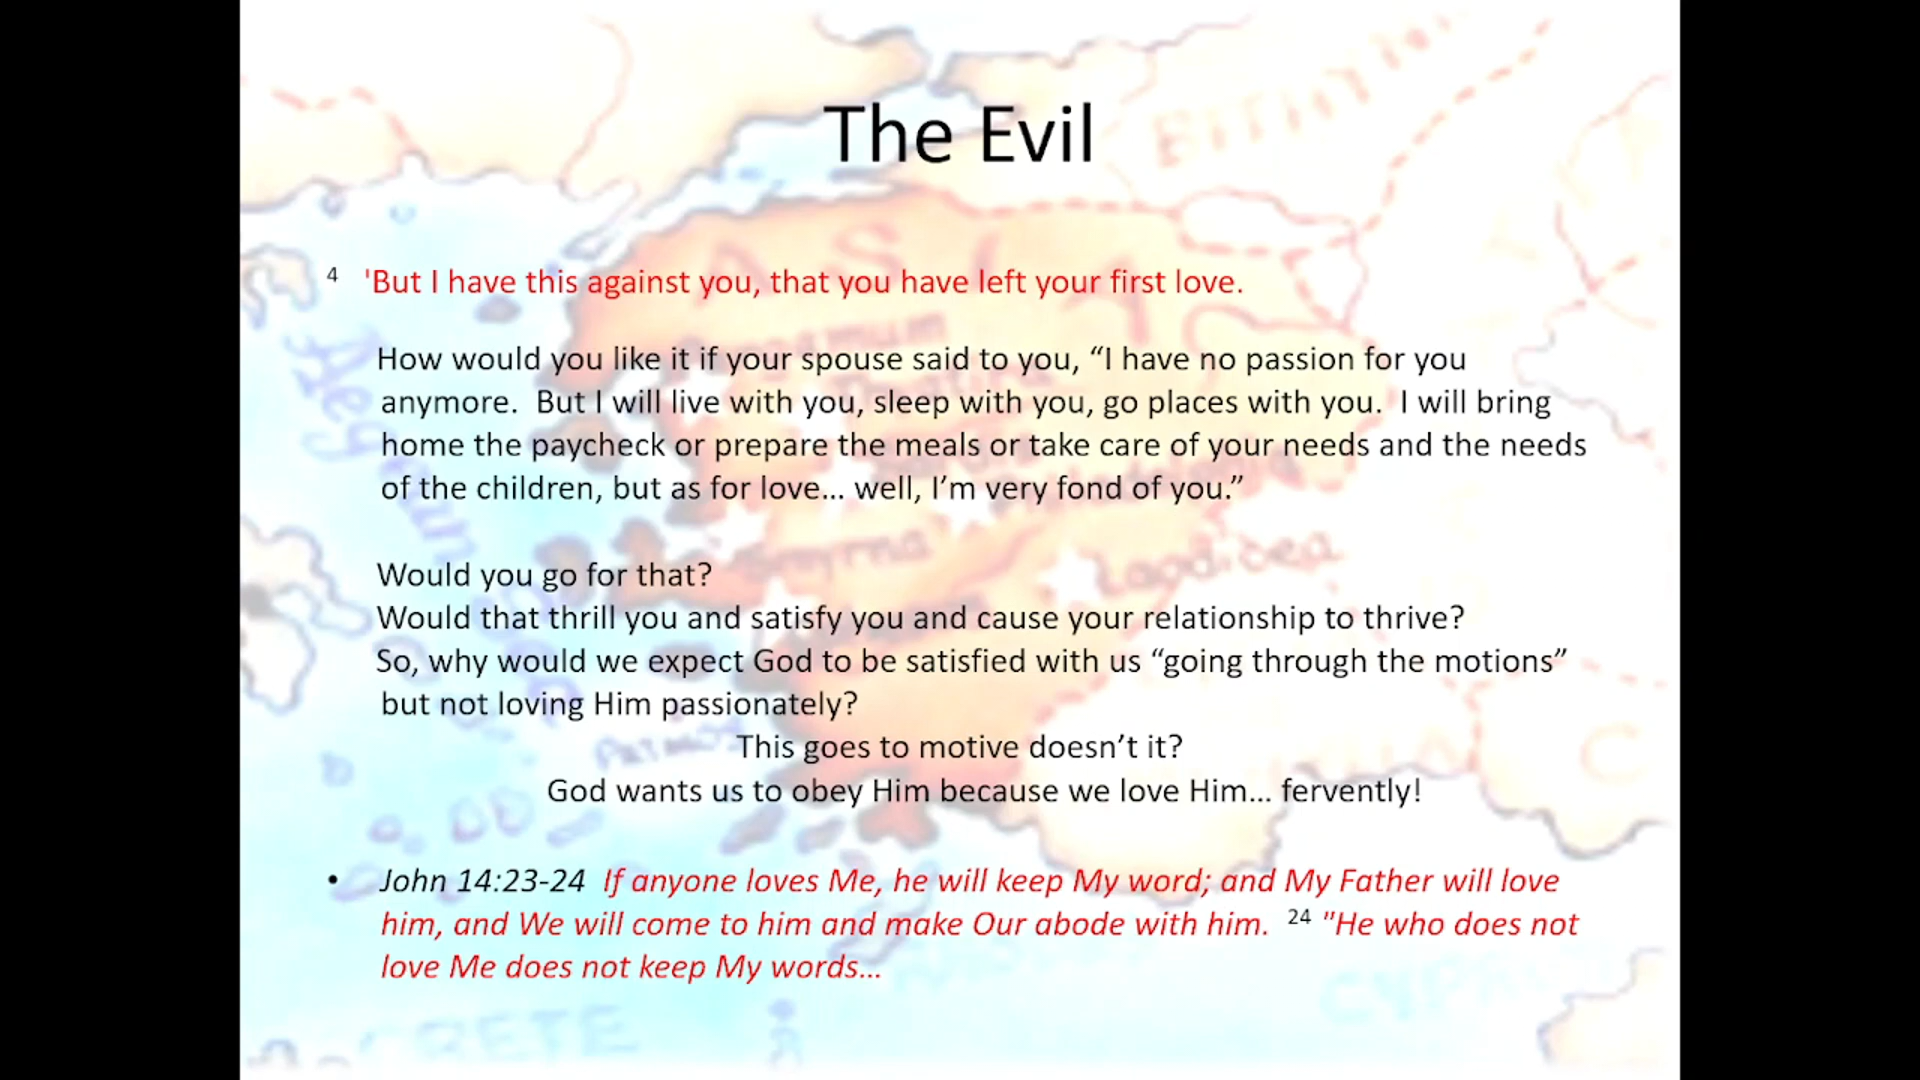 The Evil
4 'But I have this against you, that you have left your first love.
How would you like it if your spouse said to you, “I have no passion for you
anymore.  But I will live with you, sleep with you, go places with you.  I will bring
home the paycheck or prepare the meals or take care of your needs and the needs
of the children, but as for love… well, I’m very fond of you.”
Would you go for that?
Would that thrill you and satisfy you and cause your relationship to thrive?
So, why would we expect God to be satisfied with us “going through the motions”
but not loving Him passionately?
This goes to motive doesn’t it?
God wants us to obey Him because we love Him… fervently!
• John 14:23-24  If anyone loves Me, he will keep My word; and My Father will love
him, and We will come to him and make Our abode with him.  24 "He who does not
love Me does not keep My words…
BITHYNI
ASIA
Aegean
Smyrna
Laodicea
Patmos
CRETE